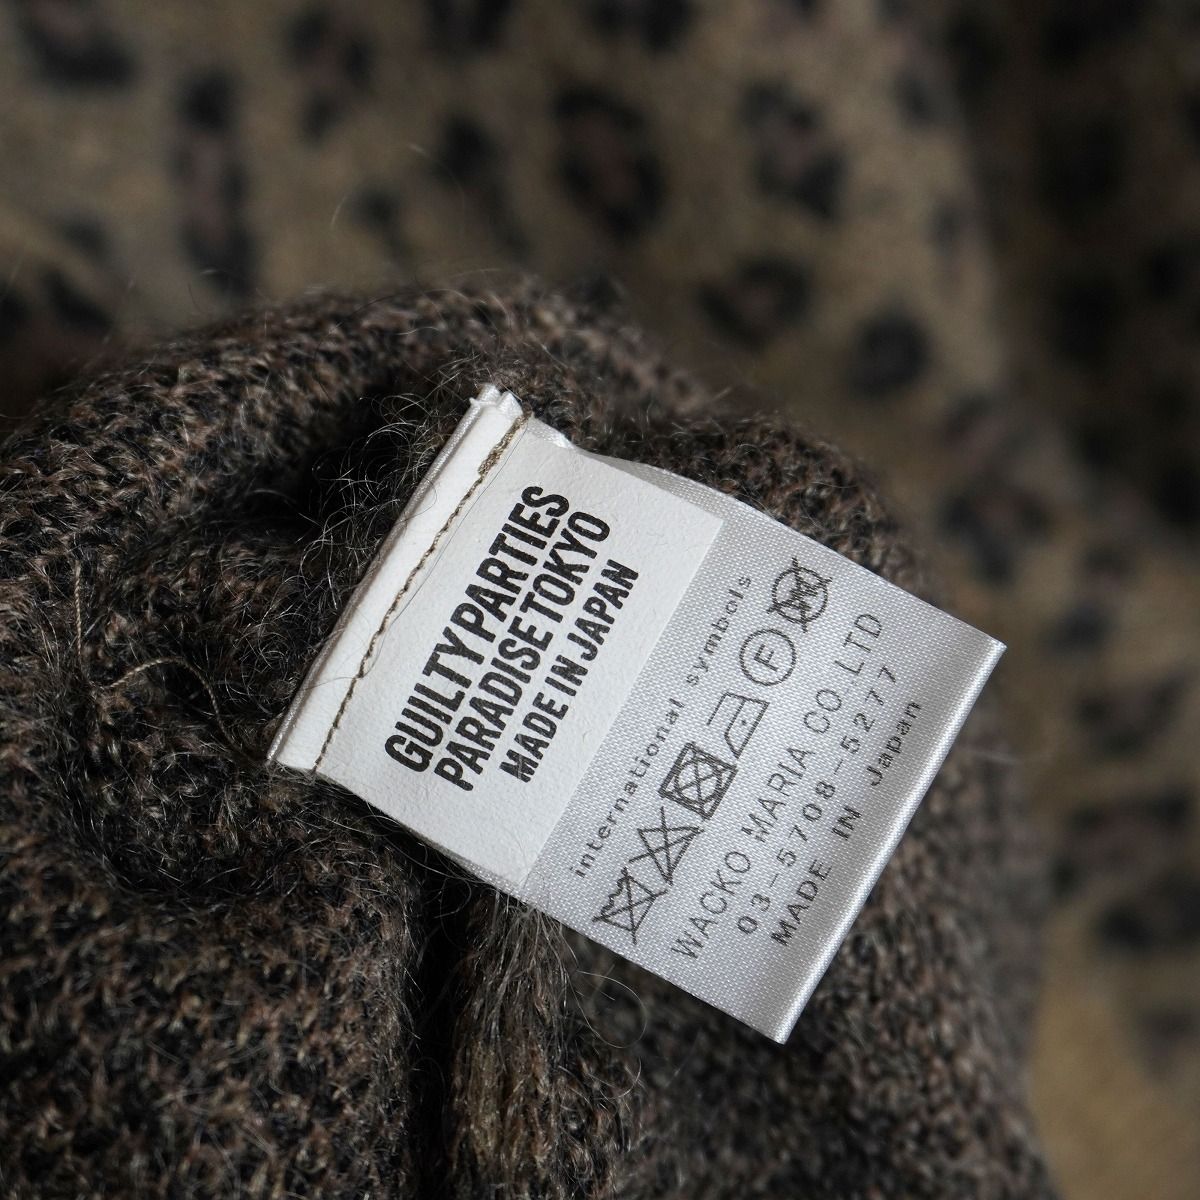 GUILTY PARTIES
PARADISE TOKYO
MADE IN JAPAN
international symbols
F W
WACKO MARIA CO.LTD
03-5708-5277
MADE IN Japan